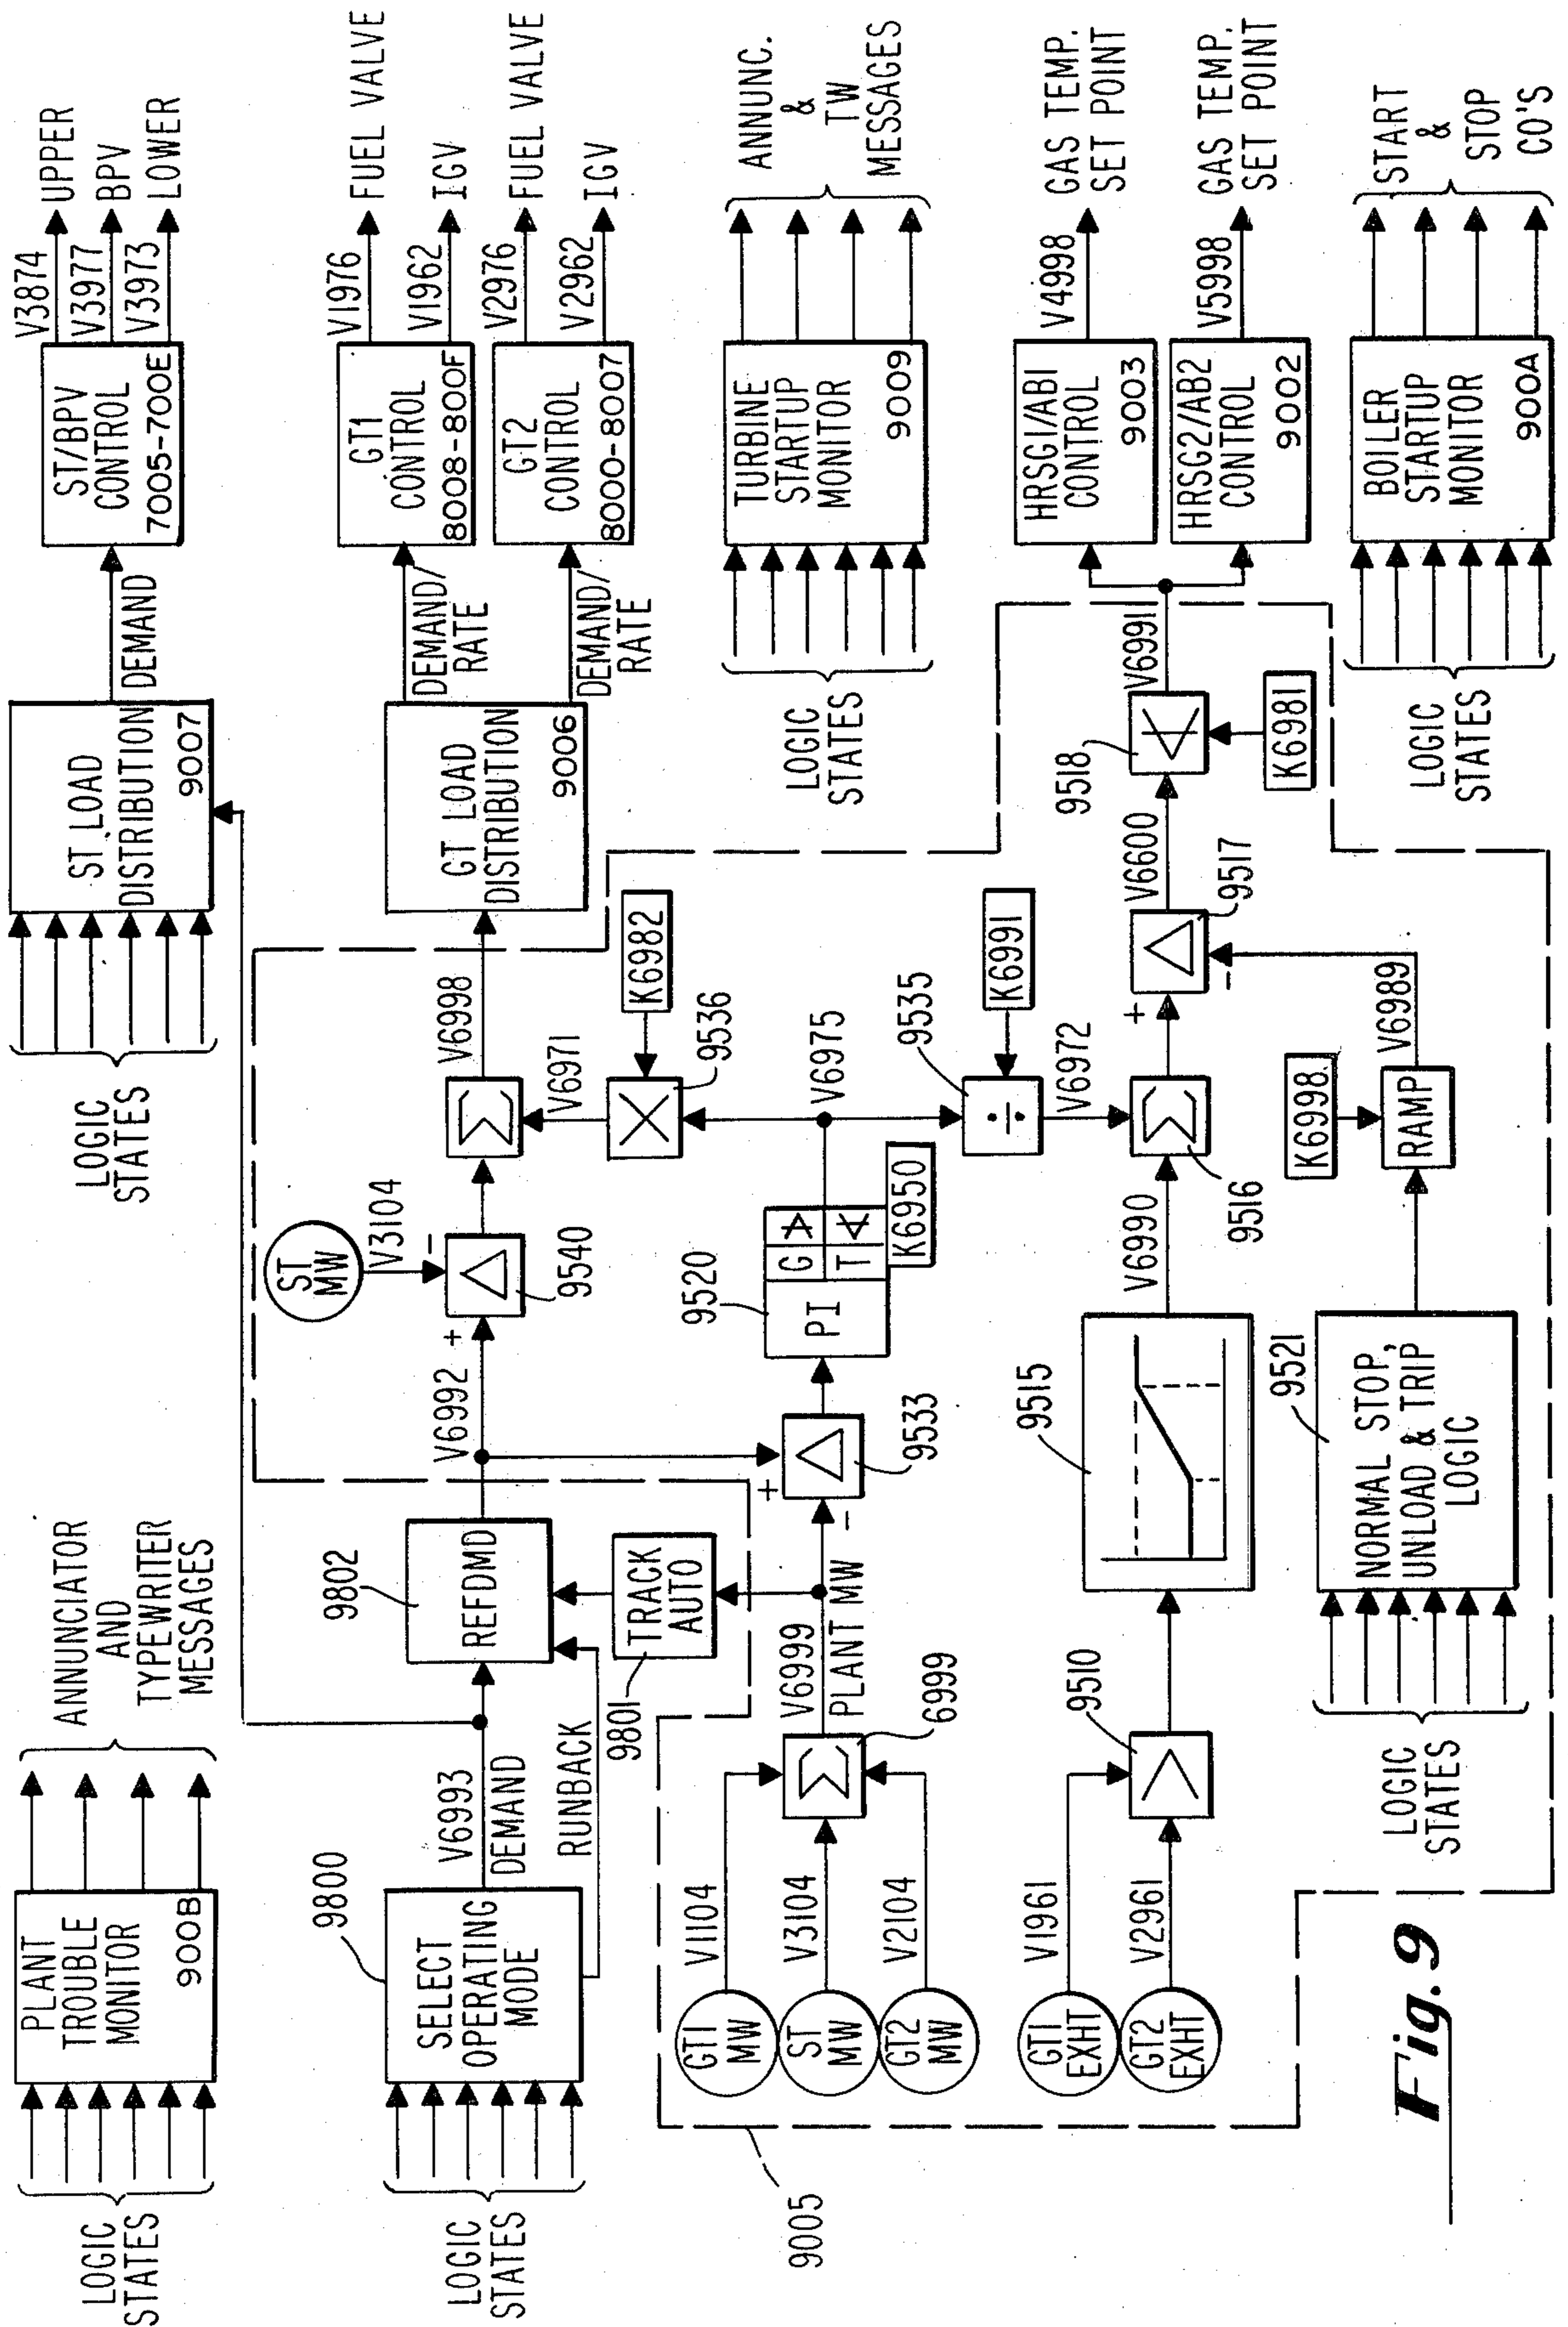 LOGIC
STATES
PLANT
TROUBLE
MONITOR
900B
ANNUNCIATOR
AND
TYPEWRITER
MESSAGES
LOGIC
STATES
ST LOAD
DISTRIBUTION
9007
DEMAND
ST/BPV
CONTROL
7005-700E
V3874
UPPER
V3977
BPV
V3973
LOWER
LOGIC
STATES
9800
SELECT
OPERATING
MODE
V6993
DEMAND
RUNBACK
9802
REFDMD
9801
TRACK
AUTO
V6992
+
ST
MW
V3104
-
9540
Σ
V6998
V6971
K6982
9536
GT LOAD
DISTRIBUTION
9006
DEMAND/
RATE
DEMAND/
RATE
GT1
CONTROL
8008-800F
GT2
CONTROL
8000-8007
V1976
FUEL VALVE
V1962
IGV
V2976
FUEL VALVE
V2962
IGV
9005
GT1
MW
V1104
ST
MW
V3104
GT2
MW
V2104
Σ
6999
V6999
PLANT MW
+
-
9533
9520
PI
G
T
K6950
V6975
9535
÷
K6991
V6972
LOGIC
STATES
TURBINE
STARTUP
MONITOR
9009
ANNUNC.
&
TW
MESSAGES
GT1
EXHT
V1961
GT2
EXHT
V2961
>
9510
9515
V6990
Σ
9516
+
-
9517
V6600
9518
K6981
V6991
HRSG1/AB1
CONTROL
9003
HRSG2/AB2
CONTROL
9002
V4998
GAS TEMP.
SET POINT
V5998
GAS TEMP.
SET POINT
LOGIC
STATES
9521
NORMAL STOP,
UNLOAD & TRIP
LOGIC
K6998
RAMP
V6989
LOGIC
STATES
BOILER
STARTUP
MONITOR
900A
START
&
STOP
CO'S
Fig. 9